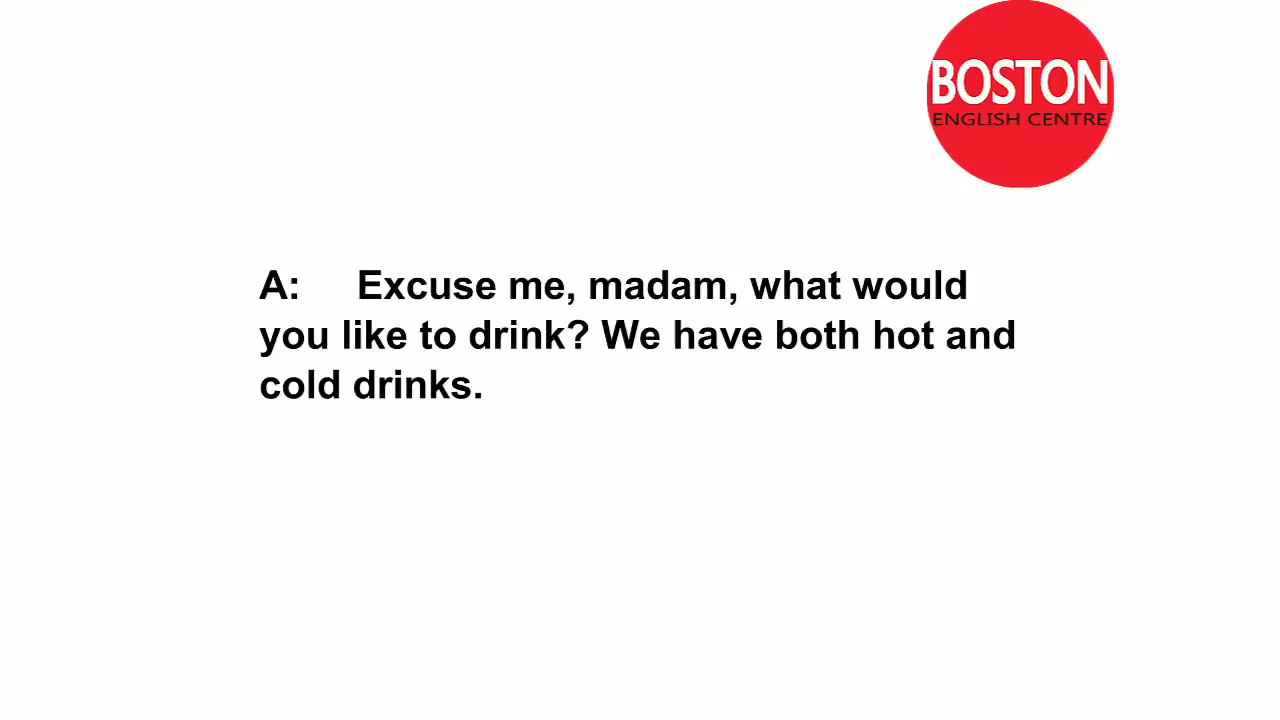 BOSTON
ENGLISH CENTRE
A: Excuse me, madam, what would
you like to drink? We have both hot and
cold drinks.